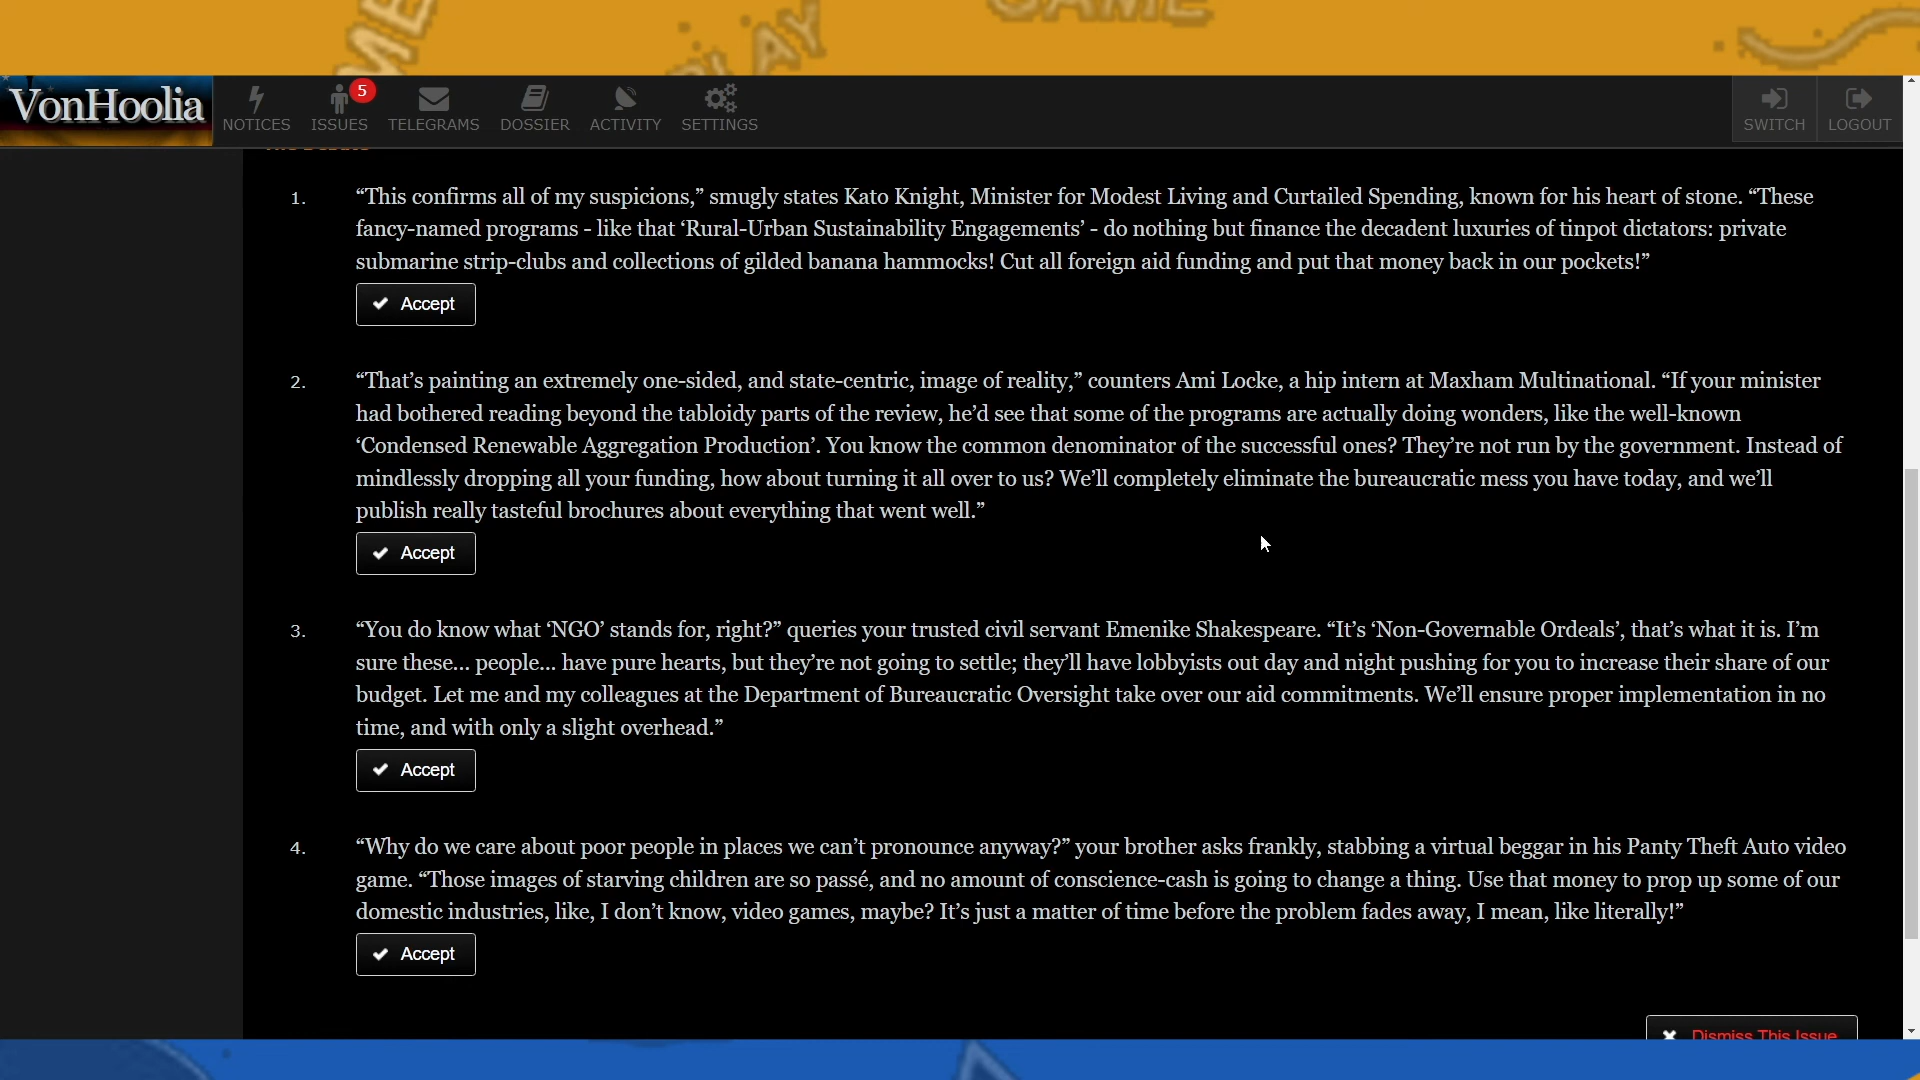 GAME
PLAY
VonHoolia
NOTICES
5
ISSUES
TELEGRAMS
DOSSIER
ACTIVITY
SETTINGS
SWITCH
LOGOUT
1.
“This confirms all of my suspicions,” smugly states Kato Knight, Minister for Modest Living and Curtailed Spending, known for his heart of stone. “These
fancy-named programs - like that ‘Rural-Urban Sustainability Engagements’ - do nothing but finance the decadent luxuries of tinpot dictators: private
submarine strip-clubs and collections of gilded banana hammocks! Cut all foreign aid funding and put that money back in our pockets!”
Accept
2.
“That’s painting an extremely one-sided, and state-centric, image of reality,” counters Ami Locke, a hip intern at Maxham Multinational. “If your minister
had bothered reading beyond the tabloidy parts of the review, he’d see that some of the programs are actually doing wonders, like the well-known
‘Condensed Renewable Aggregation Production’. You know the common denominator of the successful ones? They’re not run by the government. Instead of
mindlessly dropping all your funding, how about turning it all over to us? We’ll completely eliminate the bureaucratic mess you have today, and we’ll
publish really tasteful brochures about everything that went well.”
Accept
3.
“You do know what ‘NGO’ stands for, right?” queries your trusted civil servant Emenike Shakespeare. “It’s ‘Non-Governable Ordeals’, that’s what it is. I’m
sure these... people... have pure hearts, but they’re not going to settle; they’ll have lobbyists out day and night pushing for you to increase their share of our
budget. Let me and my colleagues at the Department of Bureaucratic Oversight take over our aid commitments. We’ll ensure proper implementation in no
time, and with only a slight overhead.”
Accept
4.
“Why do we care about poor people in places we can’t pronounce anyway?” your brother asks frankly, stabbing a virtual beggar in his Panty Theft Auto video
game. “Those images of starving children are so passé, and no amount of conscience-cash is going to change a thing. Use that money to prop up some of our
domestic industries, like, I don’t know, video games, maybe? It’s just a matter of time before the problem fades away, I mean, like literally!”
Accept
Dismiss This Issue